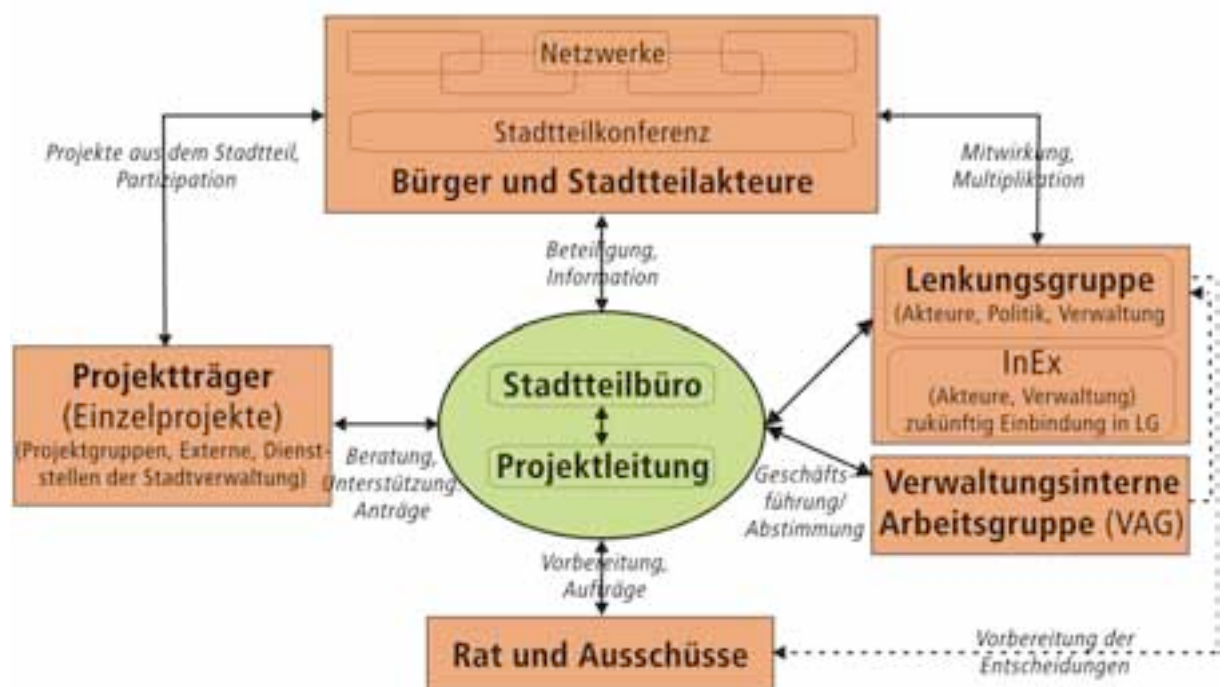 Netzwerke
Stadtteilkonferenz
Bürger und Stadtteilakteure
Projekte aus dem Stadtteil,
Partizipation
Mitwirkung,
Multiplikation
Beteiligung,
Information
Lenkungsgruppe
(Akteure, Politik, Verwaltung
InEx
(Akteure, Verwaltung)
zukünftig Einbindung in LG
Projektträger
(Einzelprojekte)
(Projektgruppen, Externe, Dienst-
stellen der Stadtverwaltung)
Stadtteilbüro
Projektleitung
Beratung,
Unterstützung
Anträge
Geschäfts-
führung/
Abstimmung
Verwaltungsinterne
Arbeitsgruppe (VAG)
Vorbereitung,
Aufträge
Rat und Ausschüsse
Vorbereitung der
Entscheidungen